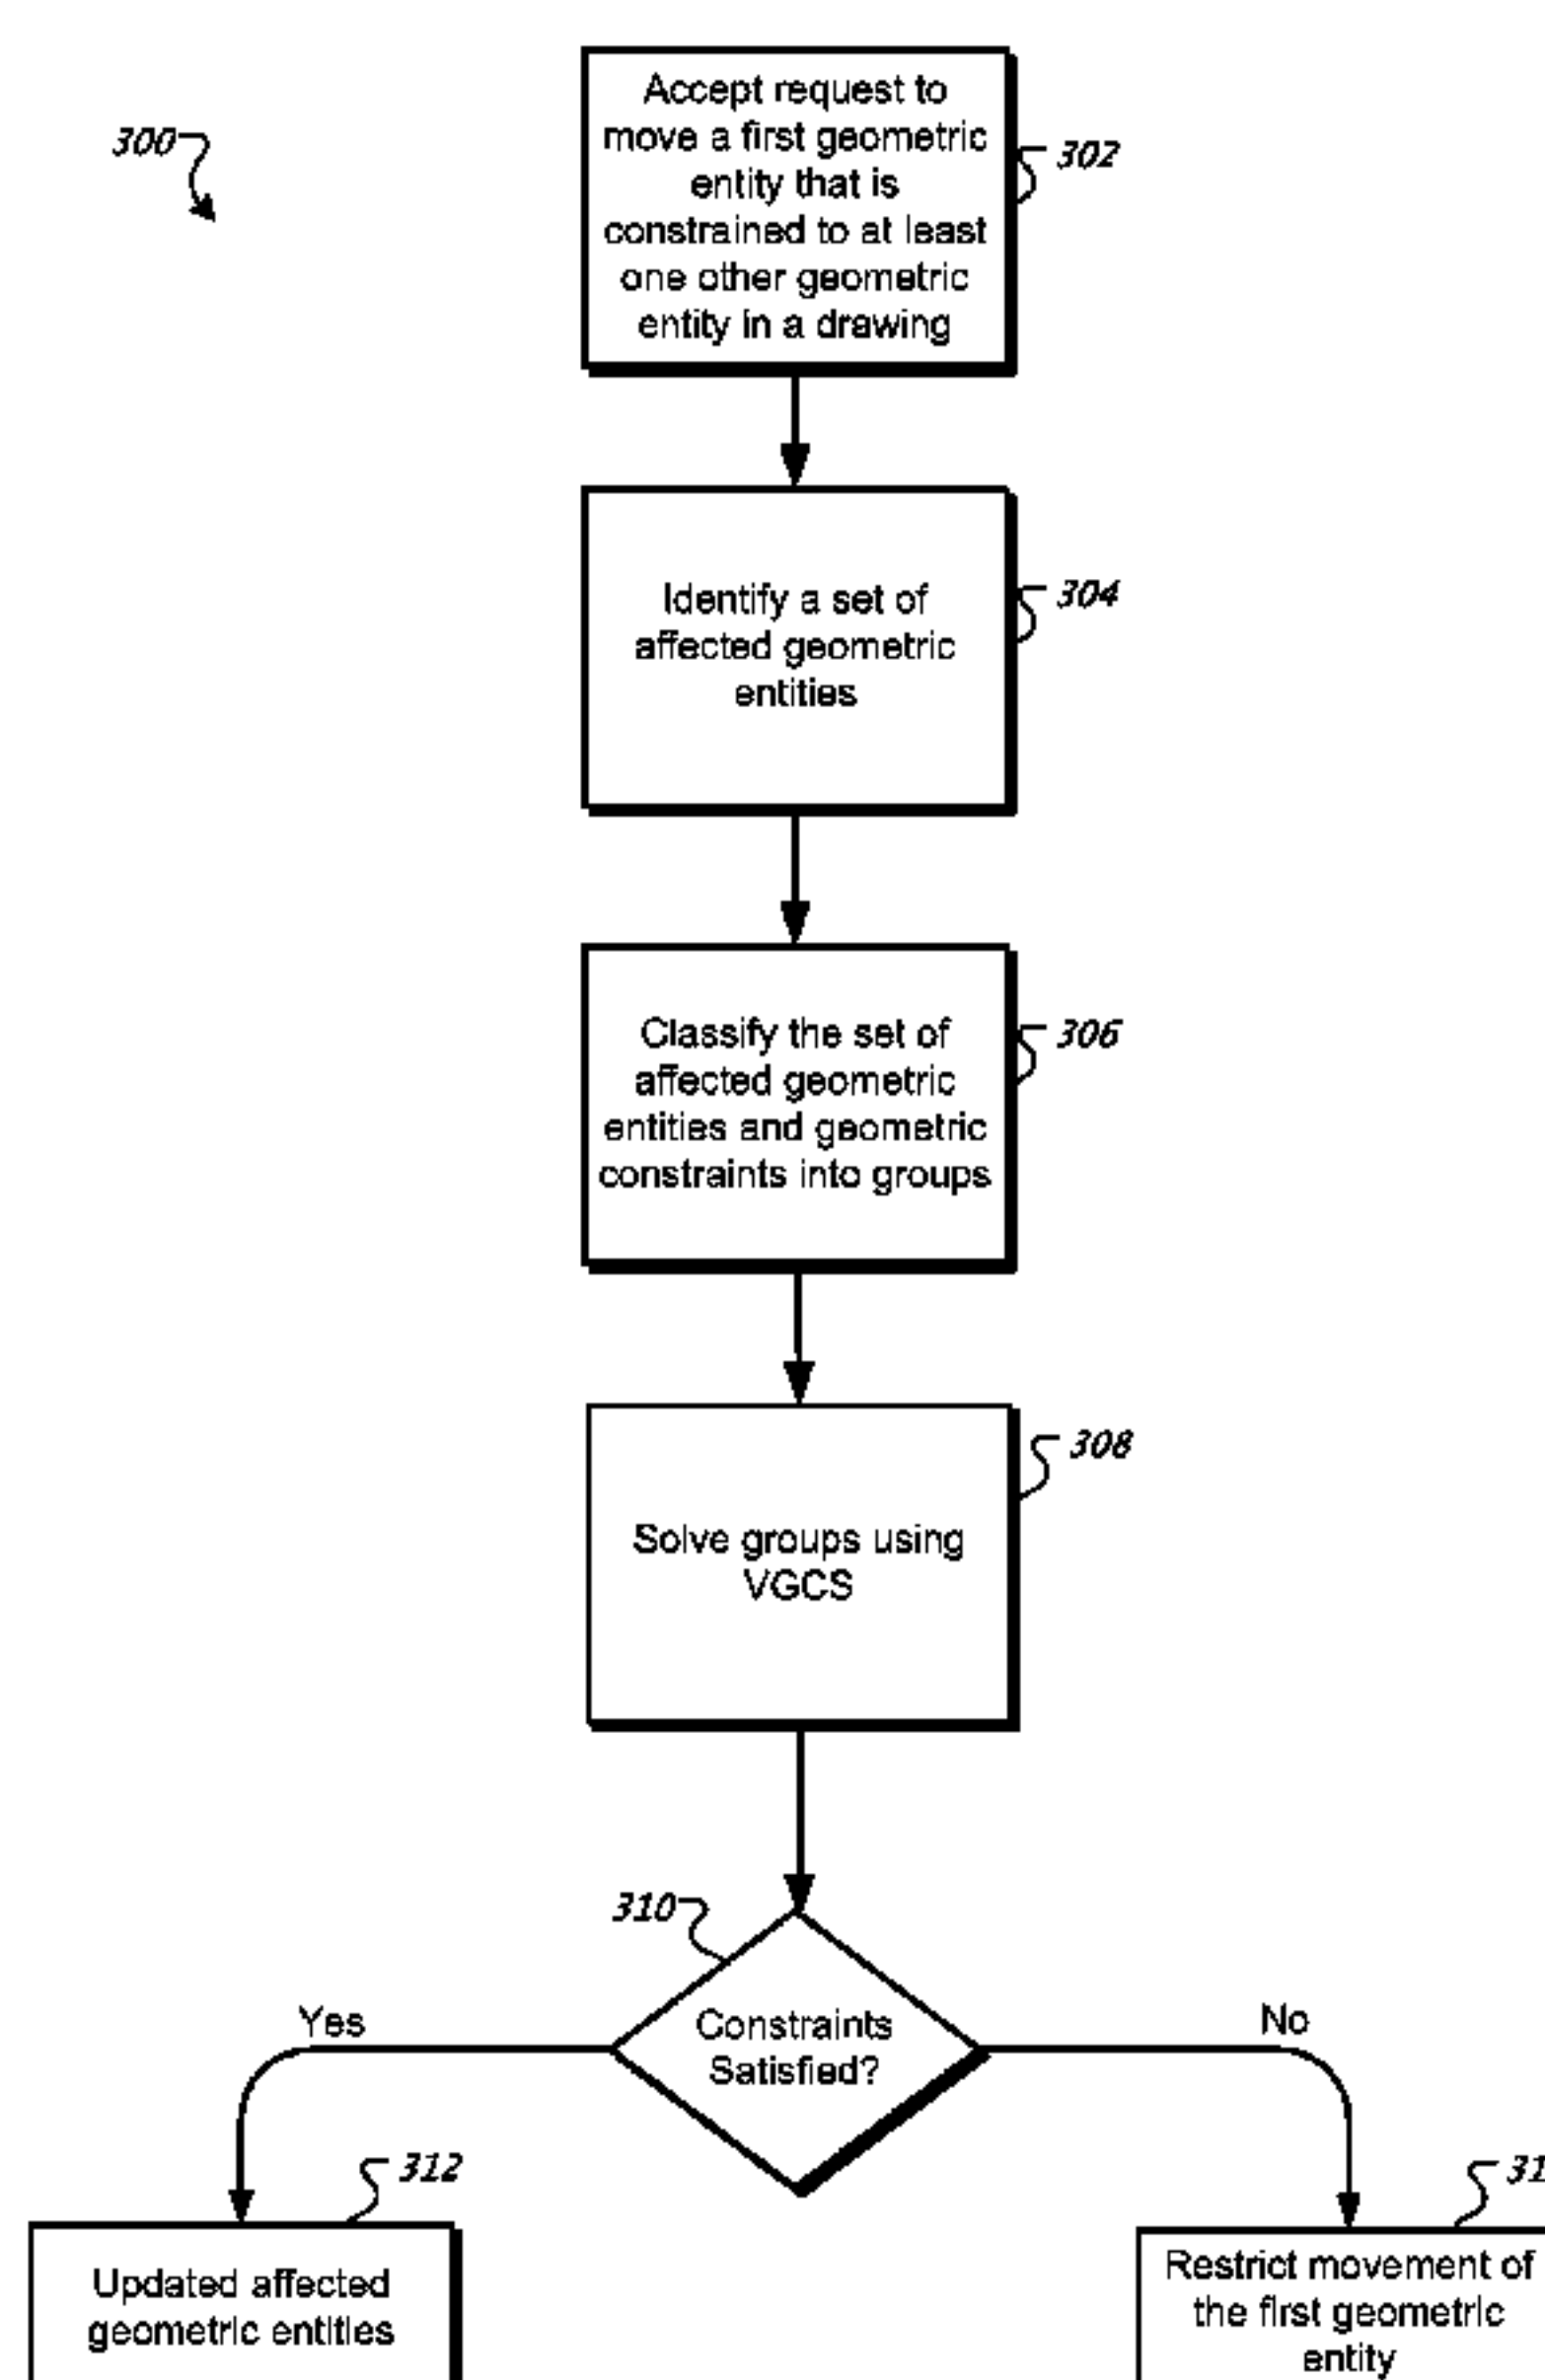 300
Accept request to
move a first geometric
entity that is
constrained to at least
one other geometric
entity in a drawing
302
Identify a set of
affected geometric
entities
304
Classify the set of
affected geometric
entities and geometric
constraints into groups
306
Solve groups using
VGCS
308
310
Constraints
Satisfied?
Yes
No
312
Updated affected
geometric entities
Restrict movement of
the first geometric
entity